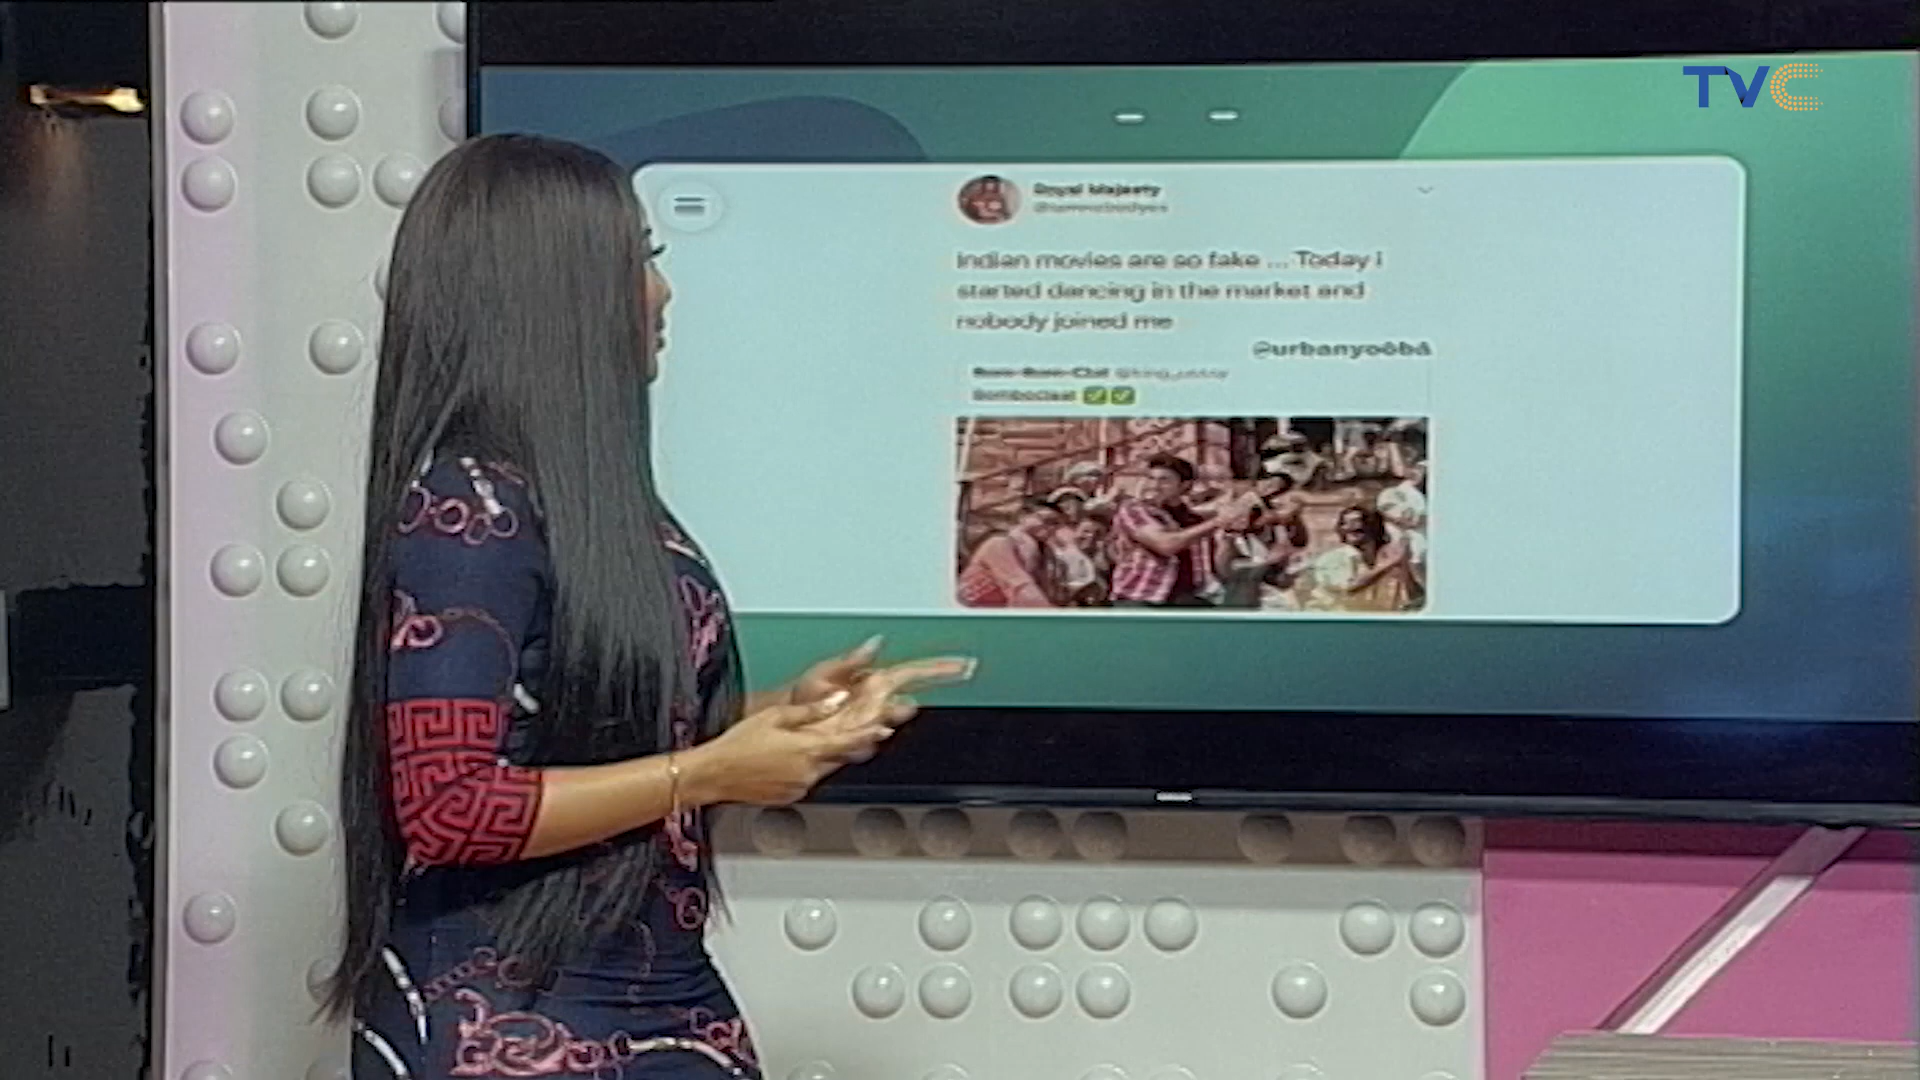 TVC
Royal Majesty
Indian movies are so fake ... Today i
started dancing in the market and
nobody joined me
@urbanyoòbá
Bomboclaat ✅✅